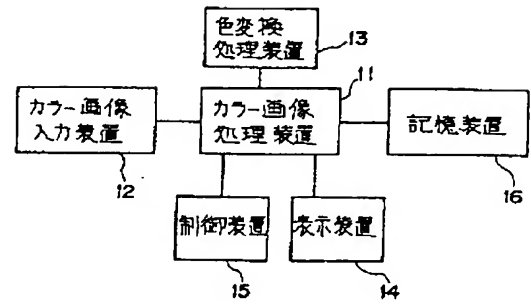 色変換
処理装置
13
11
カラー画像
入力装置
12
カラー画像
処理装置
記憶装置
16
制御装置
15
表示装置
14